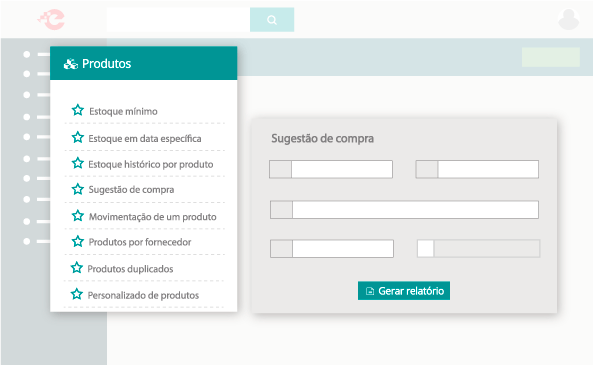 Produtos
Estoque mínimo
Estoque em data específica
Estoque histórico por produto
Sugestão de compra
Movimentação de um produto
Produtos por fornecedor
Produtos duplicados
Personalizado de produtos
Sugestão de compra
Gerar relatório